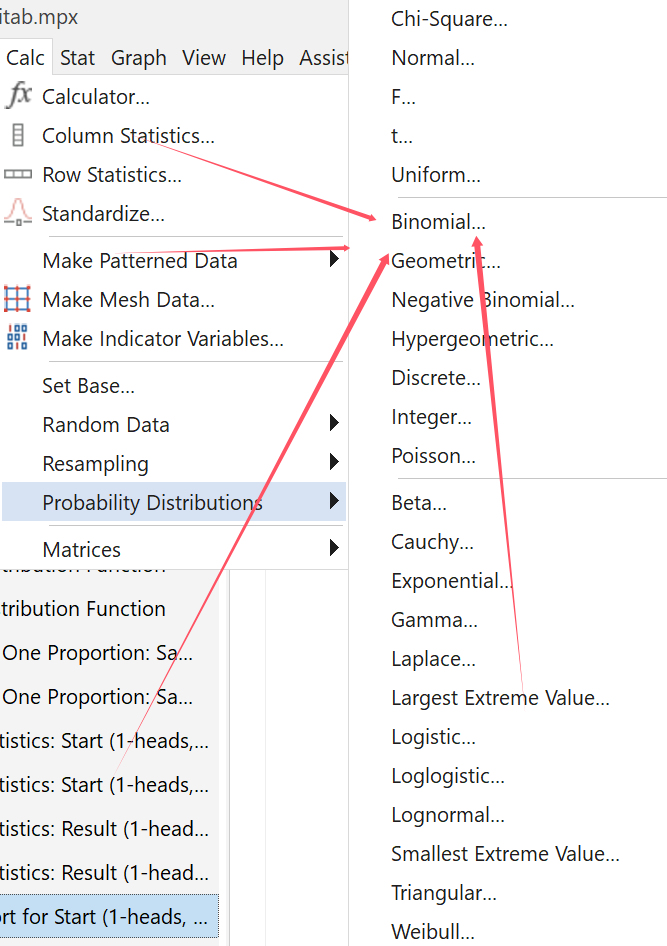 itab.mpx
Calc Stat Graph View Help Assist
Calculator...
Column Statistics...
Row Statistics...
Standardize...
Make Patterned Data
Make Mesh Data...
Make Indicator Variables...
Set Base...
Random Data
Resampling
Probability Distributions
Matrices
tribution Function
tribution Function
One Proportion: Sa...
One Proportion: Sa...
tistics: Start (1-heads,...
tistics: Start (1-heads,...
tistics: Result (1-head...
tistics: Result (1-head...
ort for Start (1-heads, ...
Chi-Square...
Normal...
F...
t...
Uniform...
Binomial...
Geometric...
Negative Binomial...
Hypergeometric...
Discrete...
Integer...
Poisson...
Beta...
Cauchy...
Exponential...
Gamma...
Laplace...
Largest Extreme Value...
Logistic...
Loglogistic...
Lognormal...
Smallest Extreme Value...
Triangular...
Weibull...